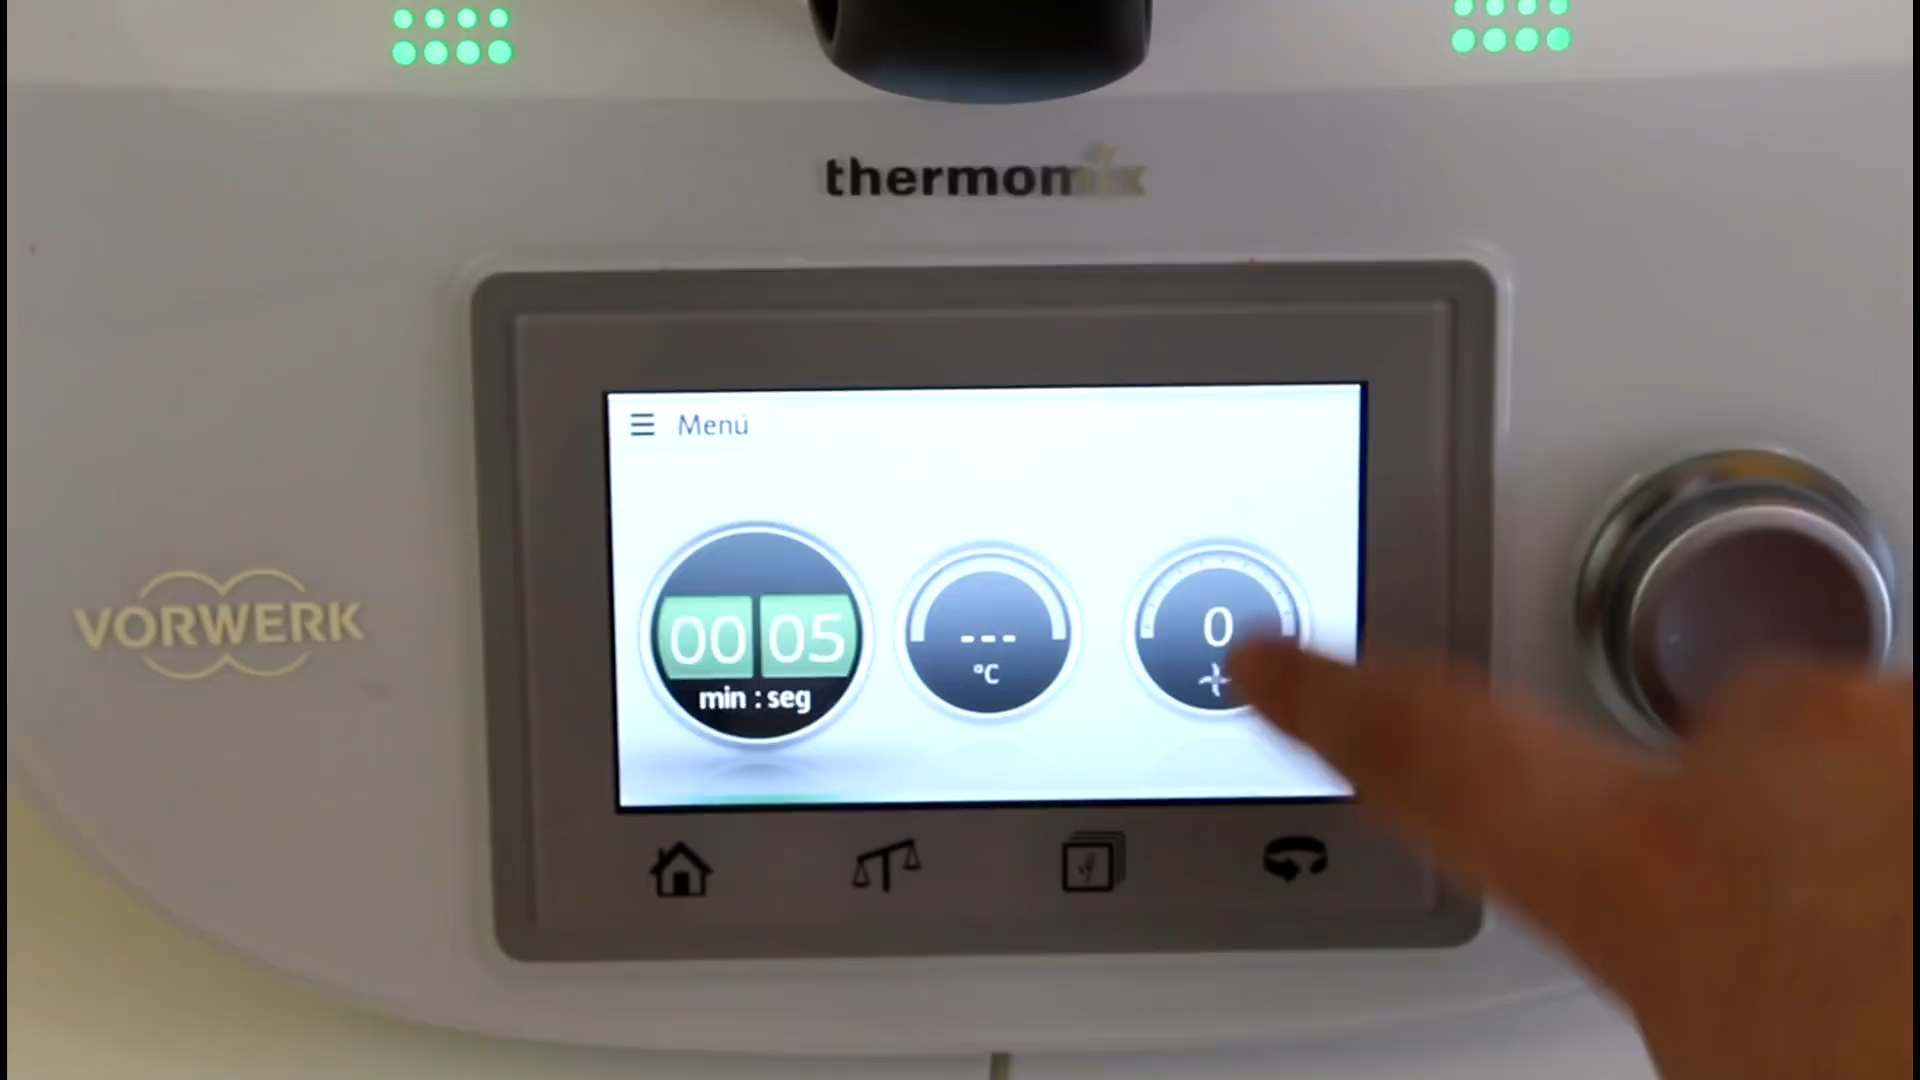 thermomix
Menú
00 05
min : seg
---
°C
0
VORWERK